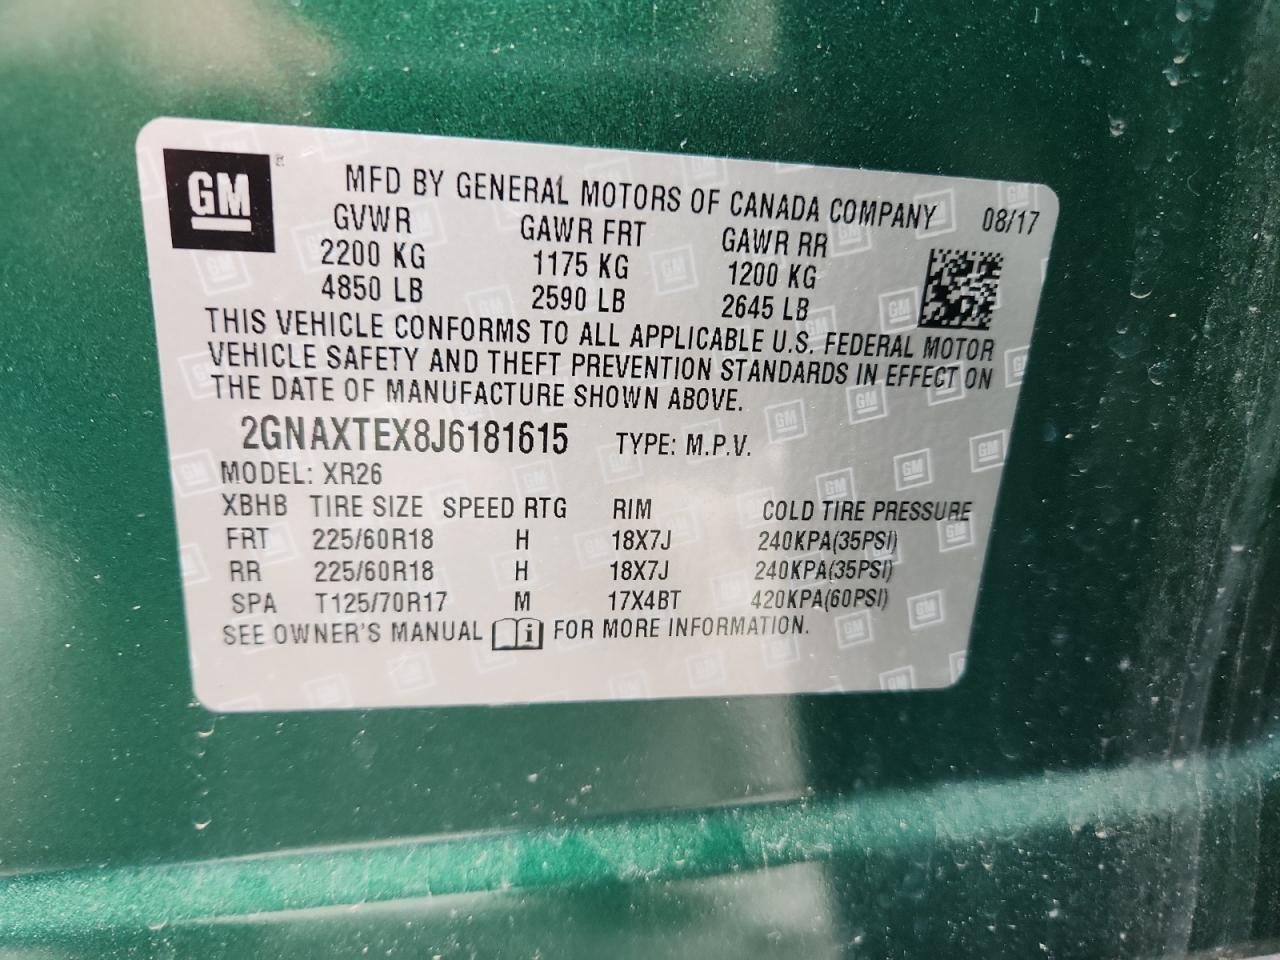 GM
MFD BY GENERAL MOTORS OF CANADA COMPANY 08/17
GVWR GAWR FRT GAWR RR
2200 KG 1175 KG 1200 KG
4850 LB 2590 LB 2645 LB
THIS VEHICLE CONFORMS TO ALL APPLICABLE U.S. FEDERAL MOTOR
VEHICLE SAFETY AND THEFT PREVENTION STANDARDS IN EFFECT ON
THE DATE OF MANUFACTURE SHOWN ABOVE.
2GNAXTEX8J6181615 TYPE: M.P.V.
MODEL: XR26
XBHB TIRE SIZE SPEED RTG RIM COLD TIRE PRESSURE
FRT 225/60R18 H 18X7J 240KPA(35PSI)
RR 225/60R18 H 18X7J 240KPA(35PSI)
SPA T125/70R17 M 17X4BT 420KPA(60PSI)
SEE OWNER'S MANUAL i FOR MORE INFORMATION.